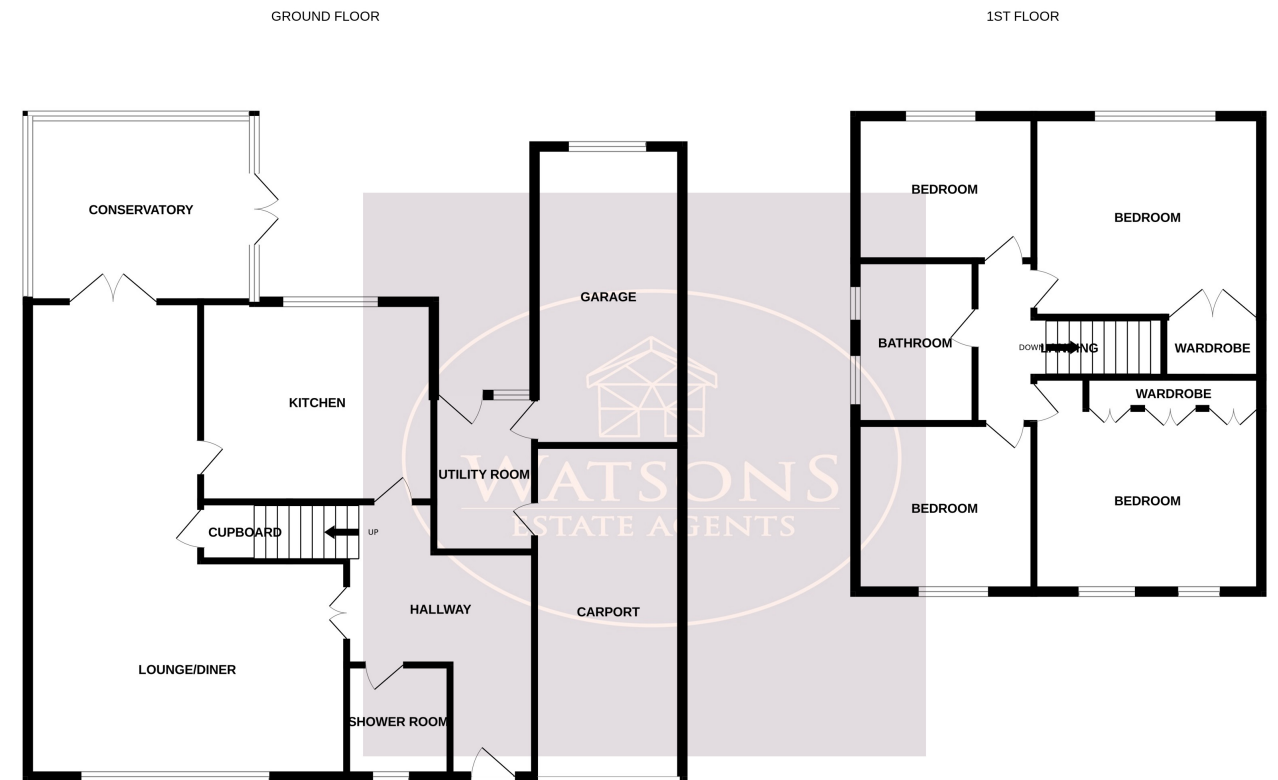 GROUND FLOOR
1ST FLOOR
CONSERVATORY
GARAGE
KITCHEN
UTILITY ROOM
CUPBOARD
UP
HALLWAY
CARPORT
LOUNGE/DINER
SHOWER ROOM
WATSONS
ESTATE AGENTS
BEDROOM
BEDROOM
BATHROOM
DOWN
LANDING
WARDROBE
WARDROBE
BEDROOM
BEDROOM